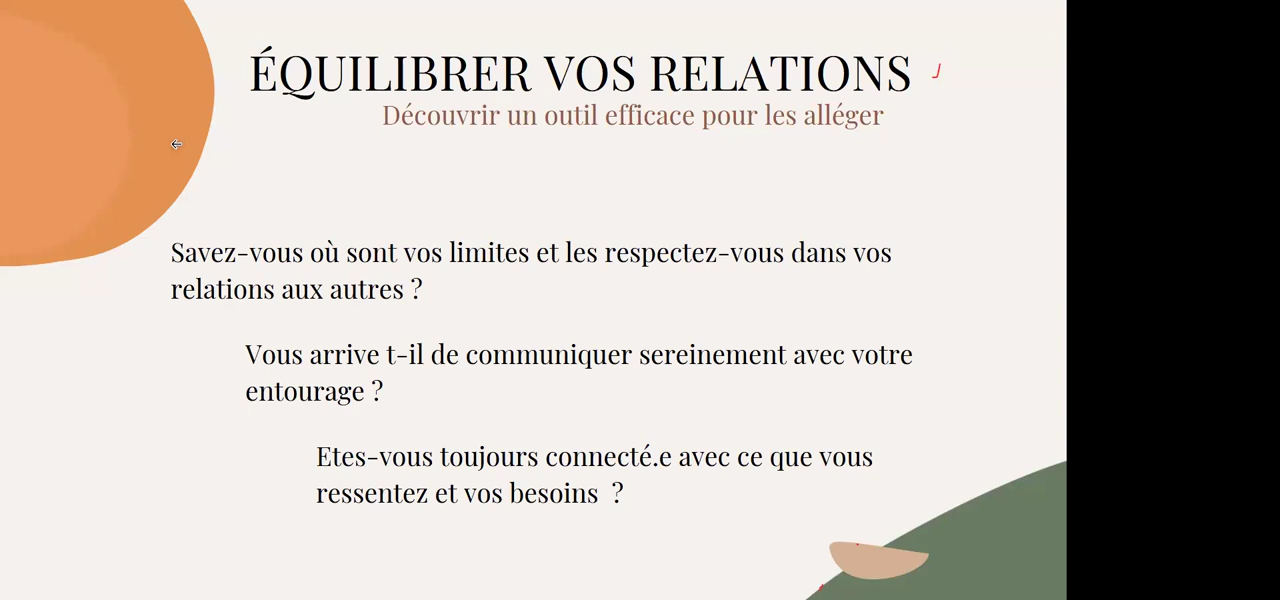 ÉQUILIBRER VOS RELATIONS
Découvrir un outil efficace pour les alléger
Savez-vous où sont vos limites et les respectez-vous dans vos
relations aux autres ?
Vous arrive t-il de communiquer sereinement avec votre
entourage ?
Etes-vous toujours connecté.e avec ce que vous
ressentez et vos besoins  ?